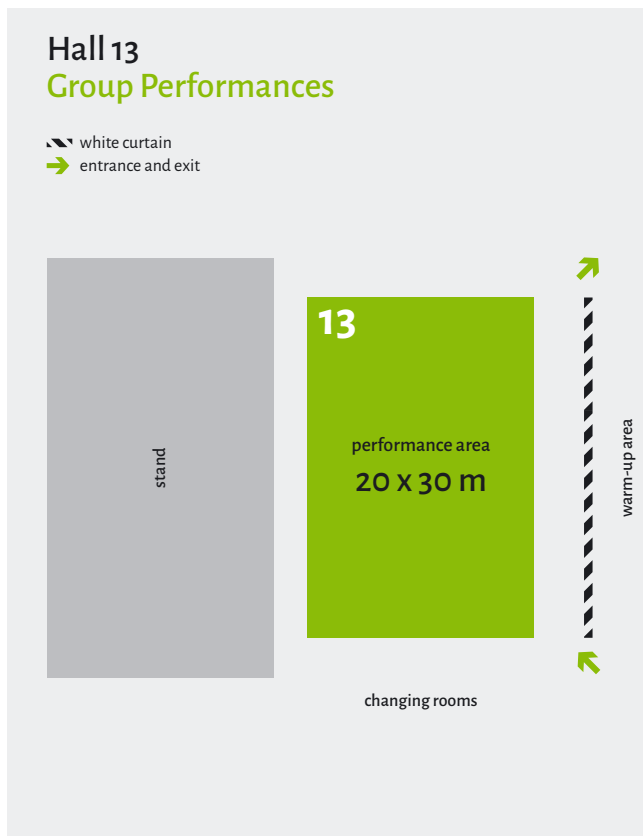 Hall 13
Group Performances
white curtain
entrance and exit
13
stand
performance area
20 x 30 m
warm-up area
changing rooms